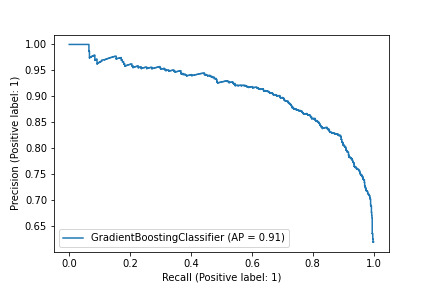 1.00
0.95
0.90
0.85
0.80
0.75
0.70
0.65
Precision (Positive label: 1)
GradientBoostingClassifier (AP = 0.91)
0.0 0.2 0.4 0.6 0.8 1.0
Recall (Positive label: 1)